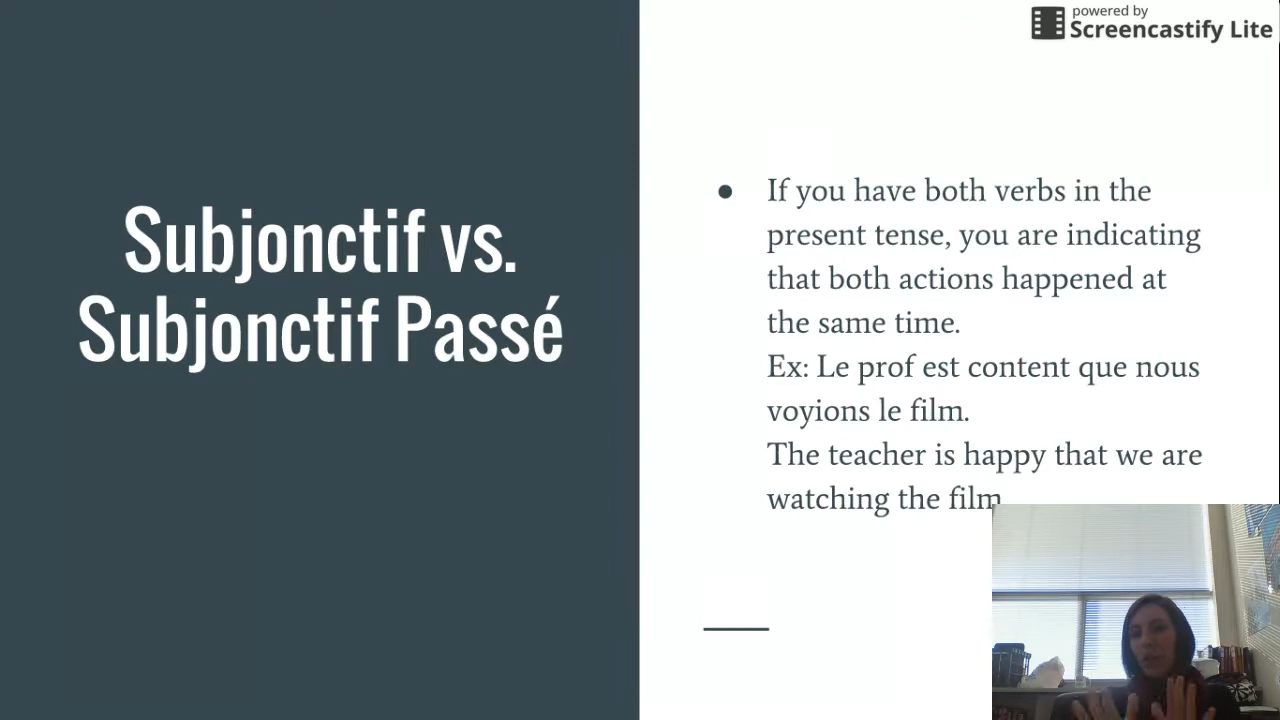 powered by
Screencastify Lite
Subjonctif vs.
Subjonctif Passé
● If you have both verbs in the
present tense, you are indicating
that both actions happened at
the same time.
Ex: Le prof est content que nous
voyions le film.
The teacher is happy that we are
watching the film